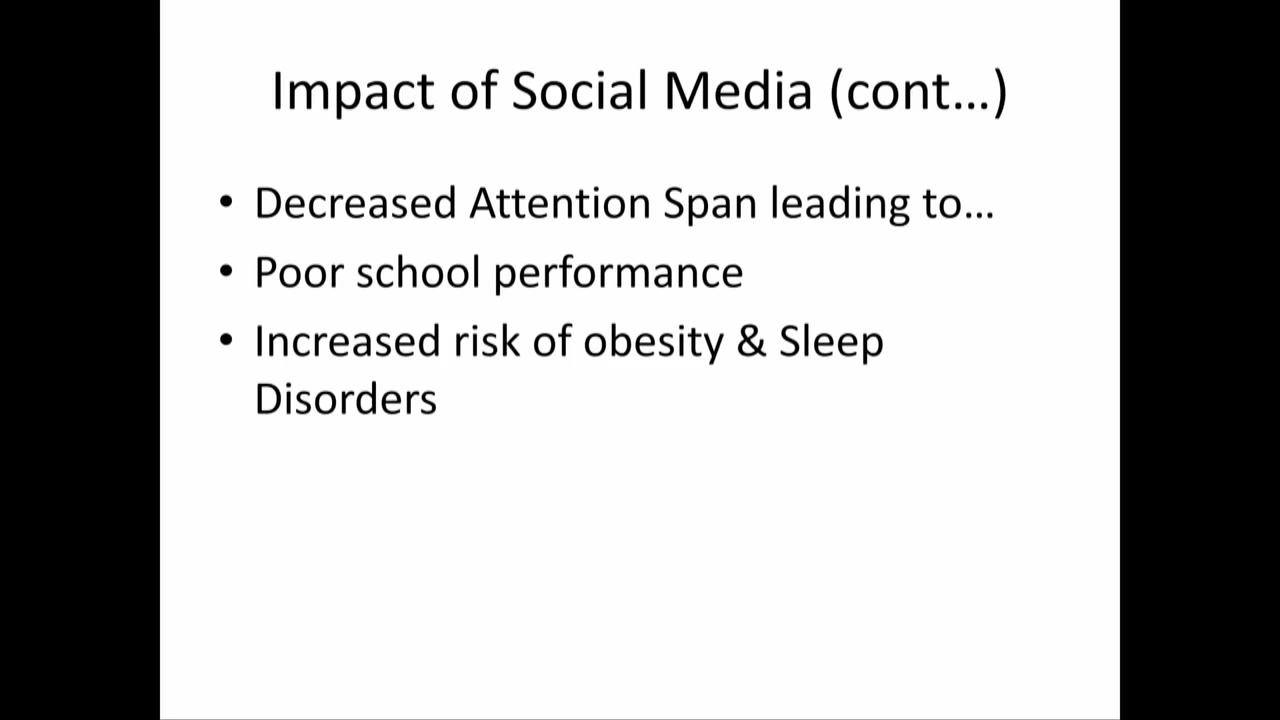 Impact of Social Media (cont…)
• Decreased Attention Span leading to…
• Poor school performance
• Increased risk of obesity & Sleep
Disorders